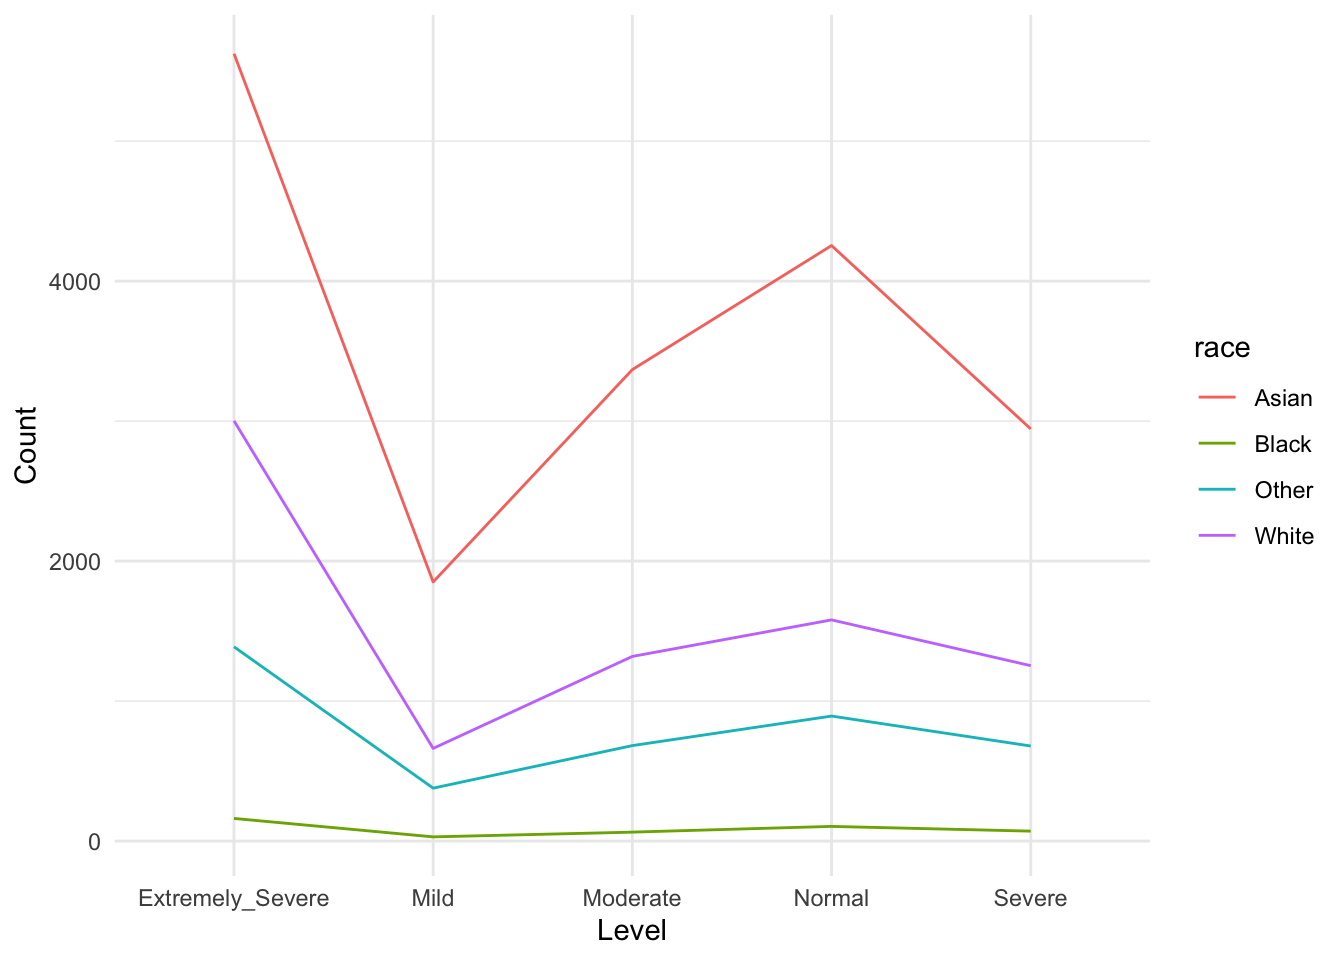 Count
4000
2000
0
Extremely_Severe Mild Moderate Normal Severe
Level
race
Asian
Black
Other
White